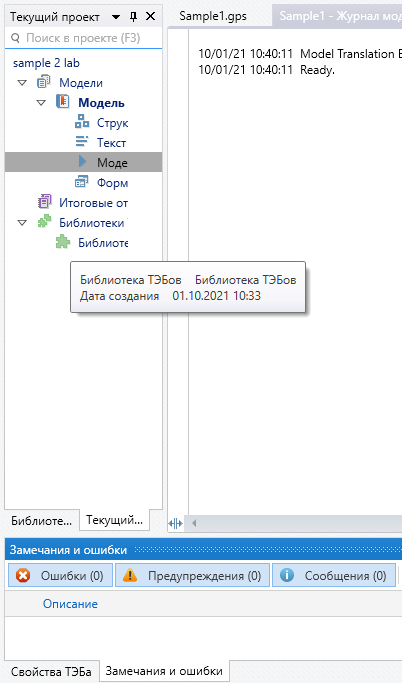 Текущий проект
Sample1.gps
Sample1 - Журнал мод
Поиск в проекте (F3)
10/01/21 10:40:11 Model Translation
10/01/21 10:40:11 Ready.
sample 2 lab
Модели
Модель
Струк
Текст
Моде
Форм
Итоговые от
Библиотеки
Библиоте
Библиотека ТЭБов Библиотека ТЭБов
Дата создания 01.10.2021 10:33
Библиоте...
Текущий...
Замечания и ошибки
Ошибки (0)
Предупреждения (0)
Сообщения (0)
Описание
Свойства ТЭБа
Замечания и ошибки